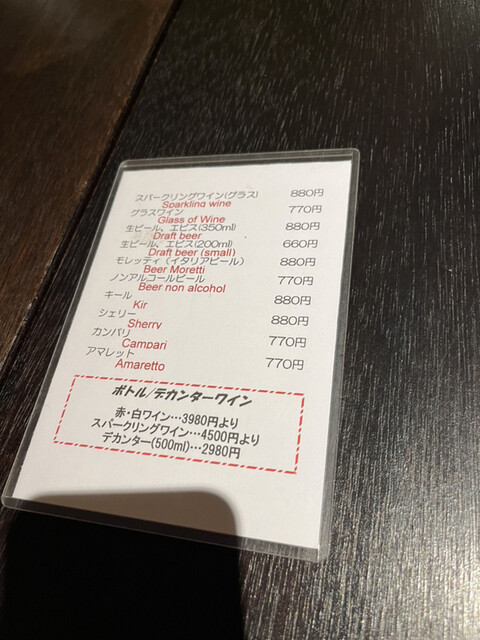 スパークリングワイン(グラス) 880円
Sparkling wine
グラスワイン 770円
Glass of Wine
生ビール、エビス(350ml) 880円
Draft beer
生ビール、エビス(200ml) 660円
Draft beer (small)
モレッティ（イタリアビール） 880円
Beer Moretti
ノンアルコールビール 770円
Beer non alcohol
キール 880円
Kir
シェリー 880円
Sherry
カンパリ 770円
Campari
アマレット 770円
Amaretto
ボトル/デカンターワイン
赤・白ワイン…3980円より
スパークリングワイン…4500円より
デカンター(500ml)…2980円